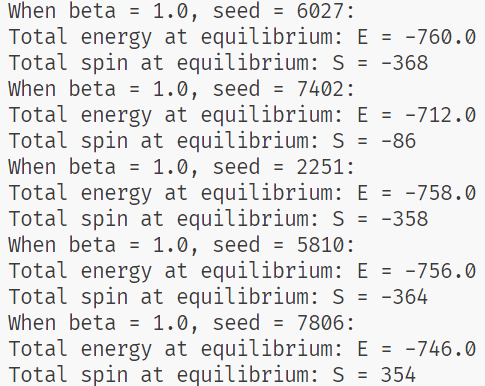 When beta = 1.0, seed = 6027:
Total energy at equilibrium: E = -760.0
Total spin at equilibrium: S = -368
When beta = 1.0, seed = 7402:
Total energy at equilibrium: E = -712.0
Total spin at equilibrium: S = -86
When beta = 1.0, seed = 2251:
Total energy at equilibrium: E = -758.0
Total spin at equilibrium: S = -358
When beta = 1.0, seed = 5810:
Total energy at equilibrium: E = -756.0
Total spin at equilibrium: S = -364
When beta = 1.0, seed = 7806:
Total energy at equilibrium: E = -746.0
Total spin at equilibrium: S = 354